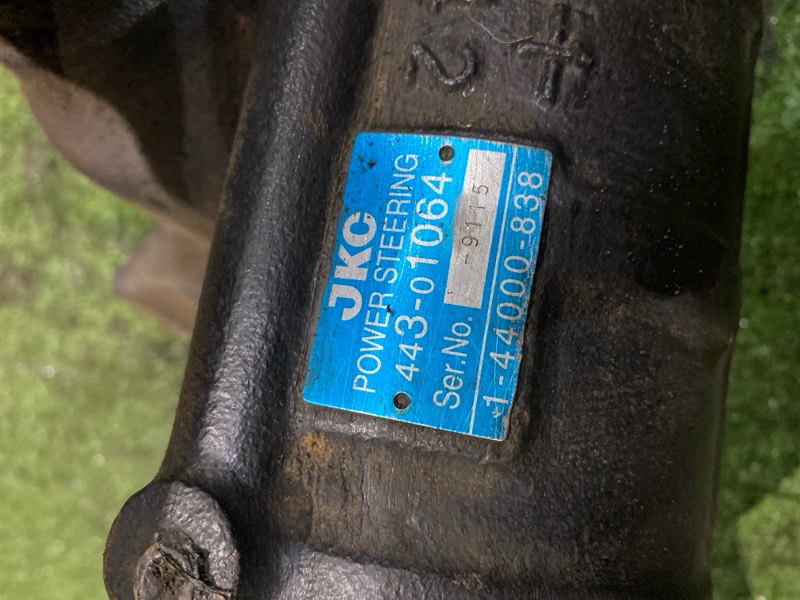 JKC
POWER STEERING
443-01064
Ser.No. -9115
1-44000-838